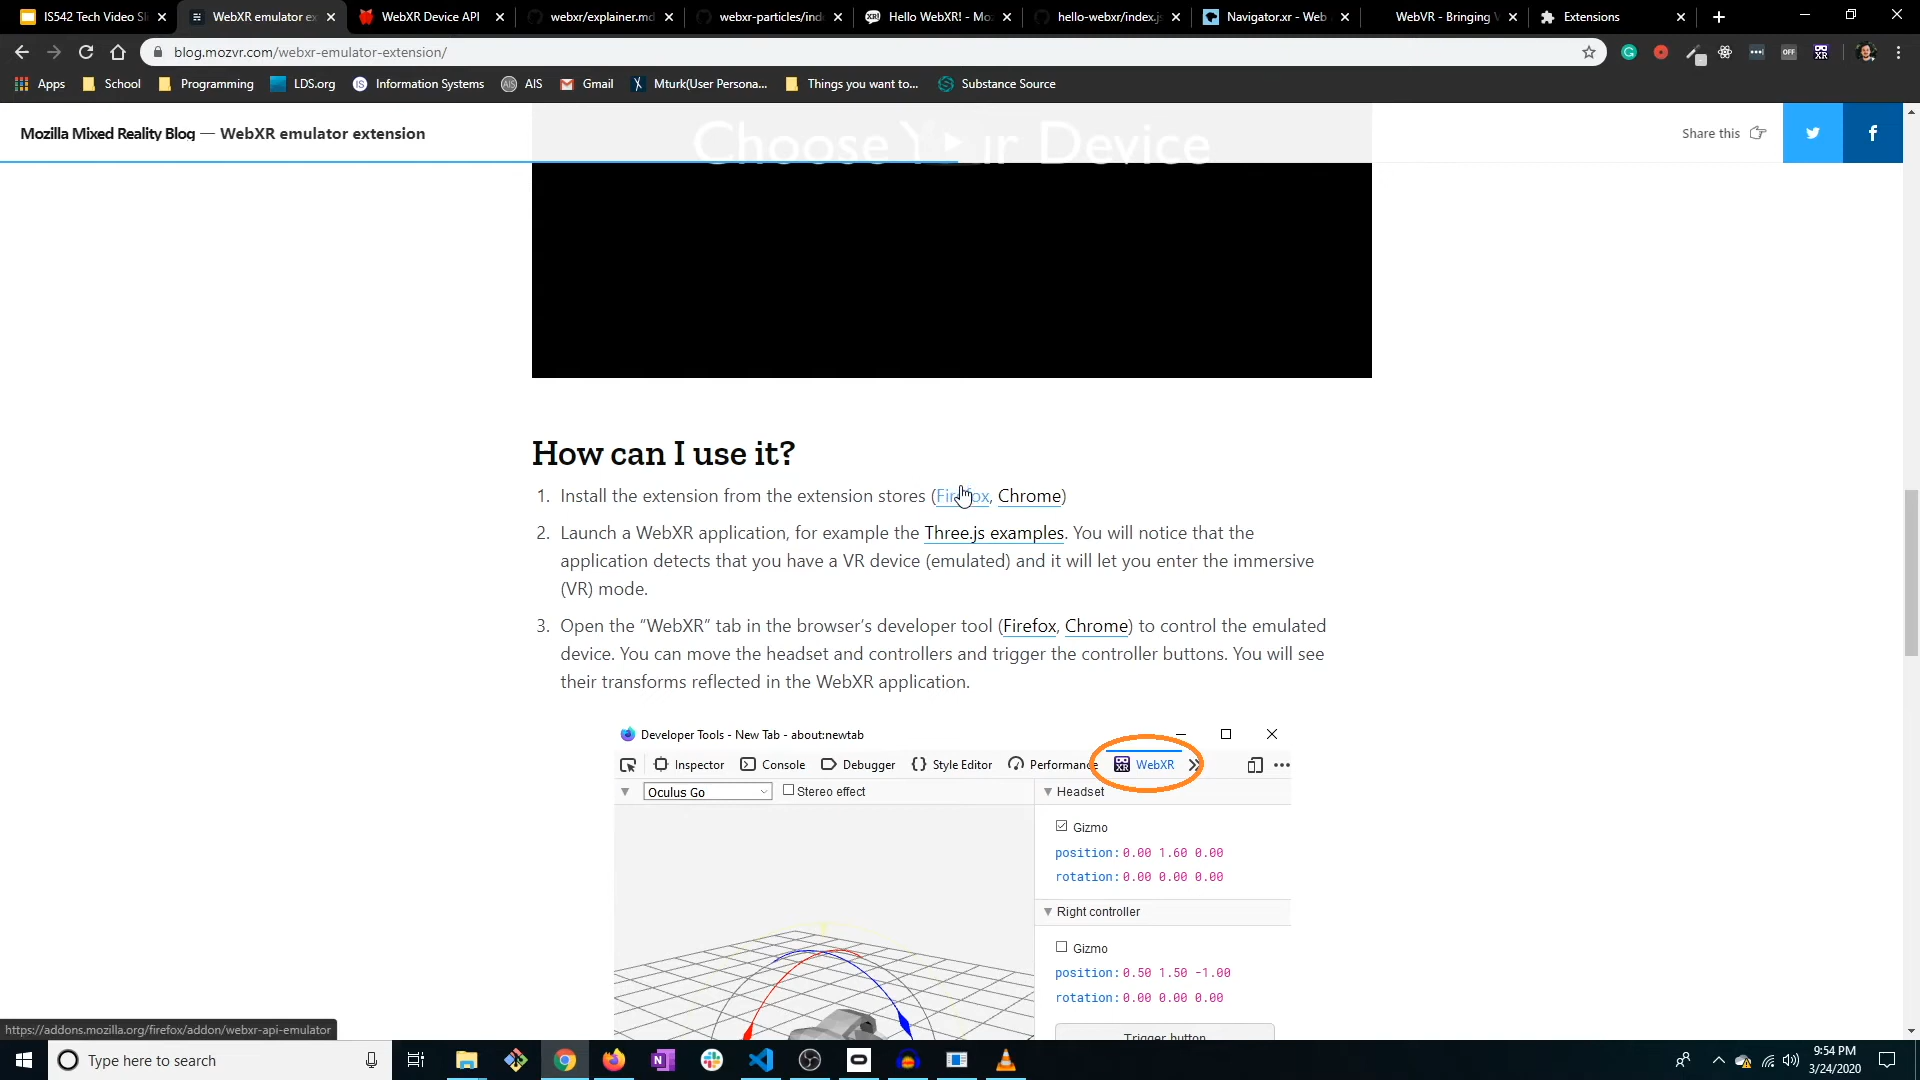 IS542 Tech Video Sli
WebXR emulator ex
WebXR Device API
webxr/explainer.md
webxr-particles/ind
Hello WebXR! - Moz
hello-webxr/index.js
Navigator.xr - Web
WebVR - Bringing V
Extensions
blog.mozvr.com/webxr-emulator-extension/
Apps
School
Programming
LDS.org
Information Systems
AIS
Gmail
Mturk(User Persona...
Things you want to...
Substance Source
Mozilla Mixed Reality Blog — WebXR emulator extension
Choose Your Device
Share this
How can I use it?
1. Install the extension from the extension stores (Firefox, Chrome)
2. Launch a WebXR application, for example the Three.js examples. You will notice that the
application detects that you have a VR device (emulated) and it will let you enter the immersive
(VR) mode.
3. Open the “WebXR” tab in the browser’s developer tool (Firefox, Chrome) to control the emulated
device. You can move the headset and controllers and trigger the controller buttons. You will see
their transforms reflected in the WebXR application.
Developer Tools - New Tab - about:newtab
Inspector
Console
Debugger
Style Editor
Performance
WebXR
Oculus Go
Stereo effect
Headset
Gizmo
position: 0.00 1.60 0.00
rotation: 0.00 0.00 0.00
Right controller
Gizmo
position: 0.50 1.50 -1.00
rotation: 0.00 0.00 0.00
Trigger button
https://addons.mozilla.org/firefox/addon/webxr-api-emulator
Type here to search
9:54 PM
3/24/2020